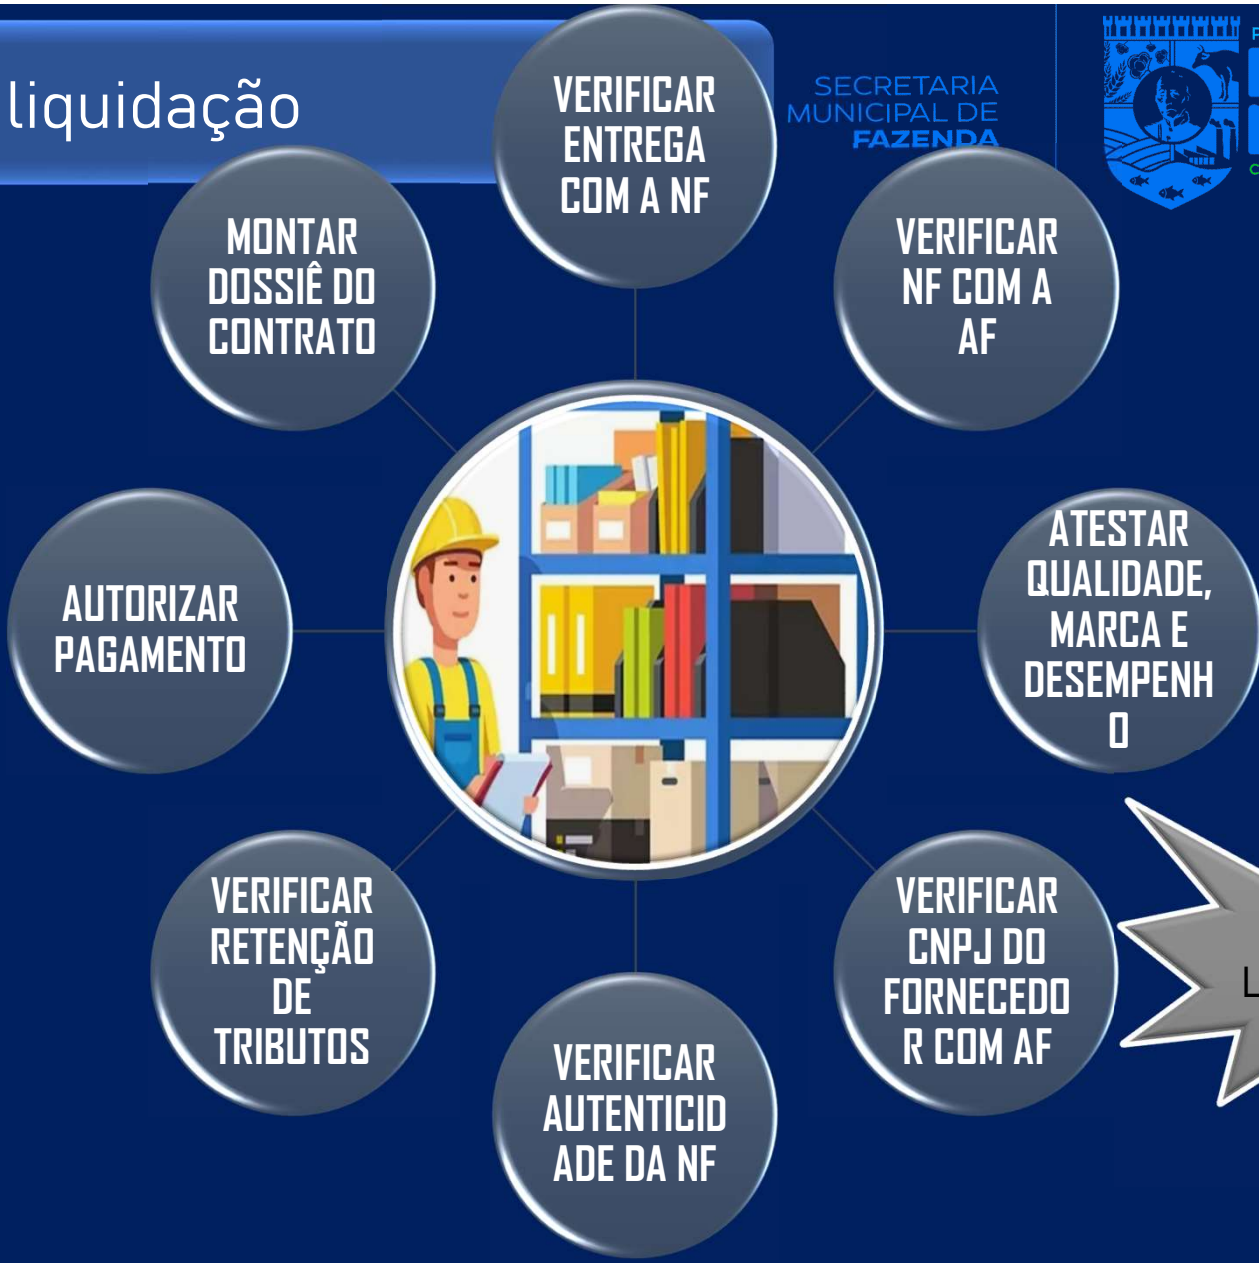 liquidação
SECRETARIA
MUNICIPAL DE
FAZENDA
VERIFICAR
ENTREGA
COM A NF
VERIFICAR
NF COM A
AF
ATESTAR
QUALIDADE,
MARCA E
DESEMPENH
O
VERIFICAR
CNPJ DO
FORNECEDO
R COM AF
VERIFICAR
AUTENTICID
ADE DA NF
VERIFICAR
RETENÇÃO
DE
TRIBUTOS
AUTORIZAR
PAGAMENTO
MONTAR
DOSSIÊ DO
CONTRATO